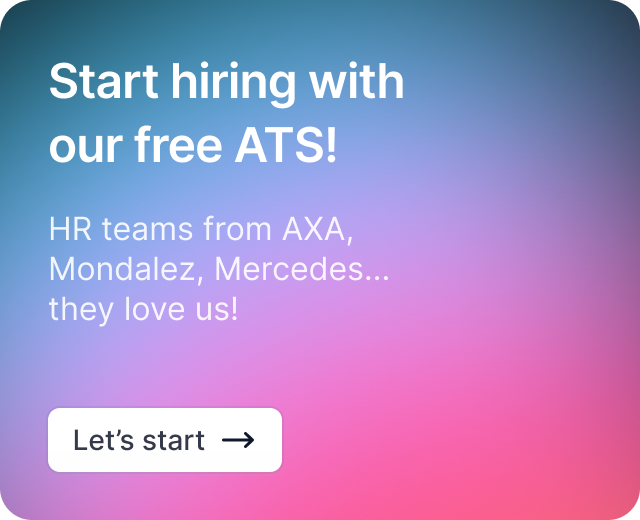 Start hiring with
our free ATS!
HR teams from AXA,
Mondalez, Mercedes...
they love us!
Let’s start →